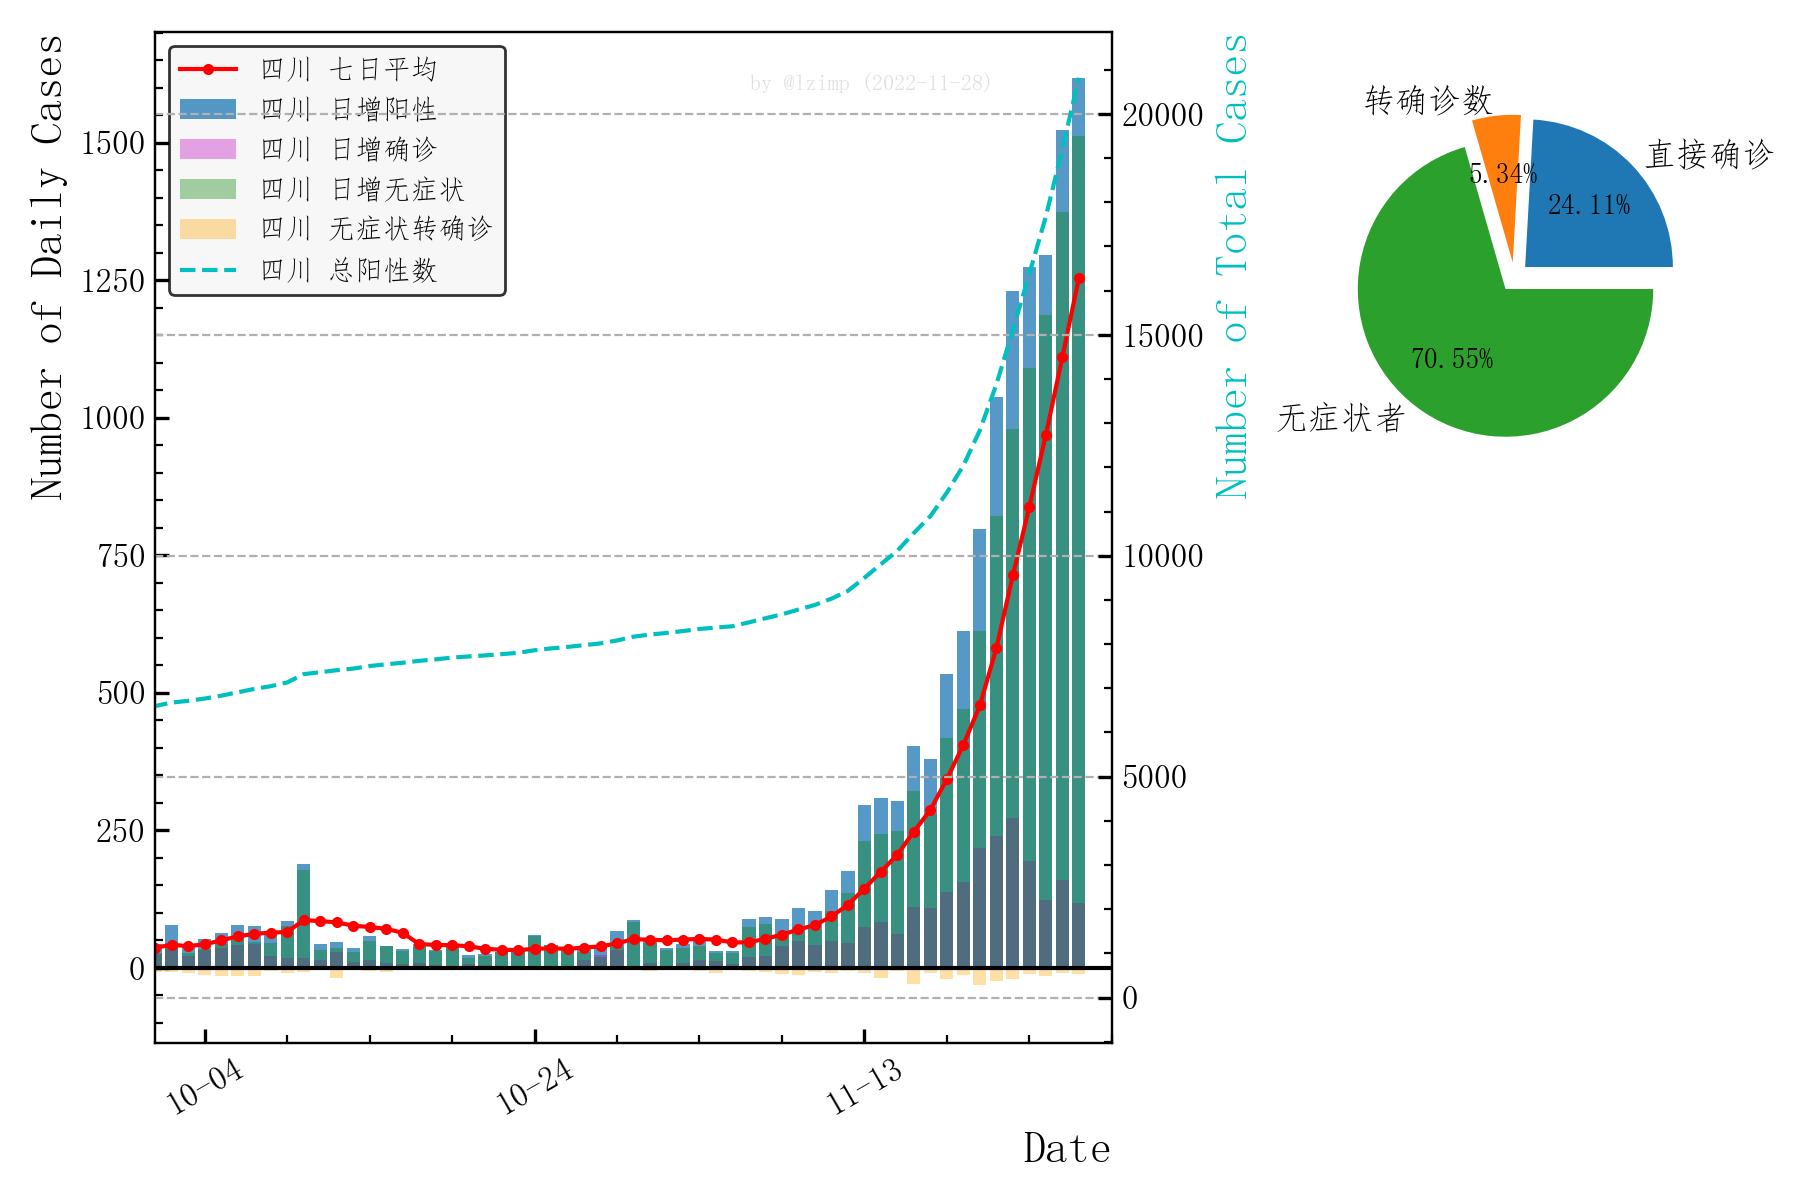 Number of Daily Cases
1500
1250
1000
750
500
250
0
四川 七日平均
四川 日增阳性
四川 日增确诊
四川 日增无症状
四川 无症状转确诊
四川 总阳性数
by @lzimp (2022-11-28)
20000
15000
10000
5000
0
Number of Total Cases
10-04
10-24
11-13
Date
转确诊数
直接确诊
5.34%
24.11%
70.55%
无症状者